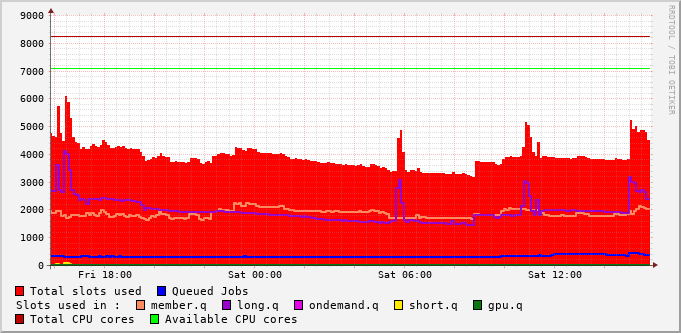 9000
8000
7000
6000
5000
4000
3000
2000
1000
0
Fri 18:00 Sat 00:00 Sat 06:00 Sat 12:00
Total slots used Queued Jobs
Slots used in : member.q long.q ondemand.q short.q gpu.q
Total CPU cores Available CPU cores
RRDTOOL / TOBI OETIKER